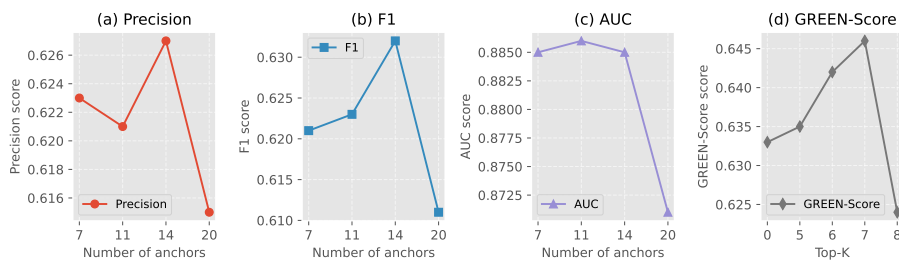 (a) Precision
Precision score
0.626
0.624
0.622
0.620
0.618
0.616
Precision
7 11 14 20
Number of anchors
(b) F1
F1 score
0.630
0.625
0.620
0.615
0.610
F1
7 11 14 20
Number of anchors
(c) AUC
AUC score
0.8850
0.8825
0.8800
0.8775
0.8750
0.8725
AUC
7 11 14 20
Number of anchors
(d) GREEN-Score
GREEN-Score score
0.645
0.640
0.635
0.630
0.625
GREEN-Score
0 5 6 7 8
Top-K